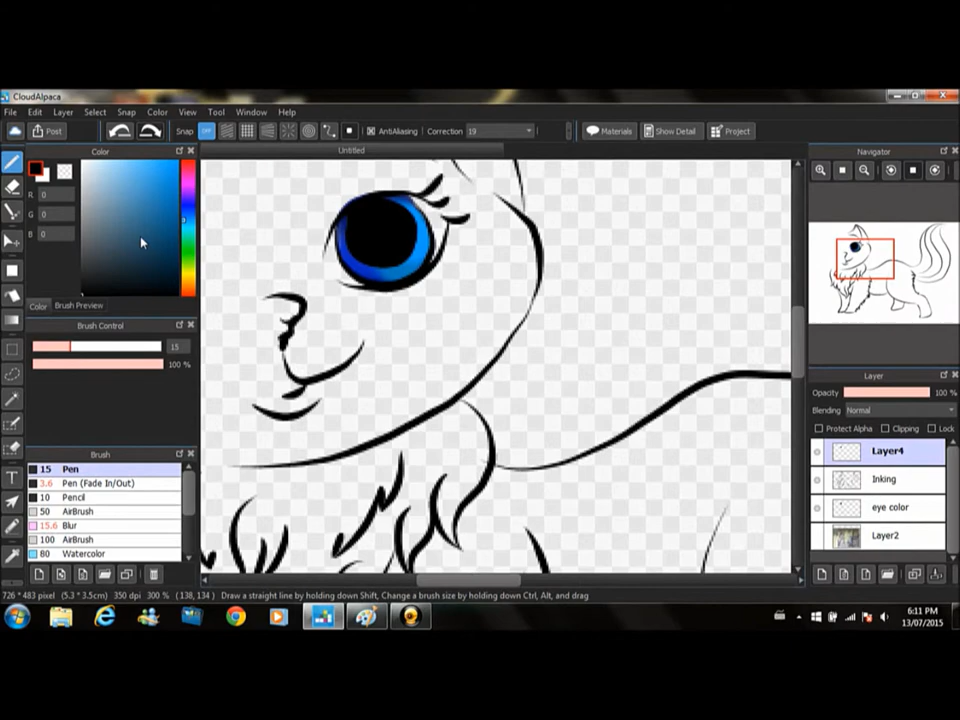 CloudAlpaca
File Edit Layer Select Snap Color View Tool Window Help
Post Snap OFF AntiAliasing Correction 19 Materials Show Detail Project
Color Untitled Navigator
R 0
G 0
B 0
Color Brush Preview
Brush Control
15
100 %
Layer
Opacity 100 %
Blending Normal
Protect Alpha Clipping Lock
Layer4
Inking
eye color
Layer2
Brush
15 Pen
3.6 Pen (Fade In/Out)
10 Pencil
50 AirBrush
15.6 Blur
100 AirBrush
80 Watercolor
726 * 483 pixel (5.3 * 3.5cm) 350 dpi 300 % (138, 134) Draw a straight line by holding down Shift, Change a brush size by holding down Ctrl, Alt, and drag
6:11 PM
13/07/2015